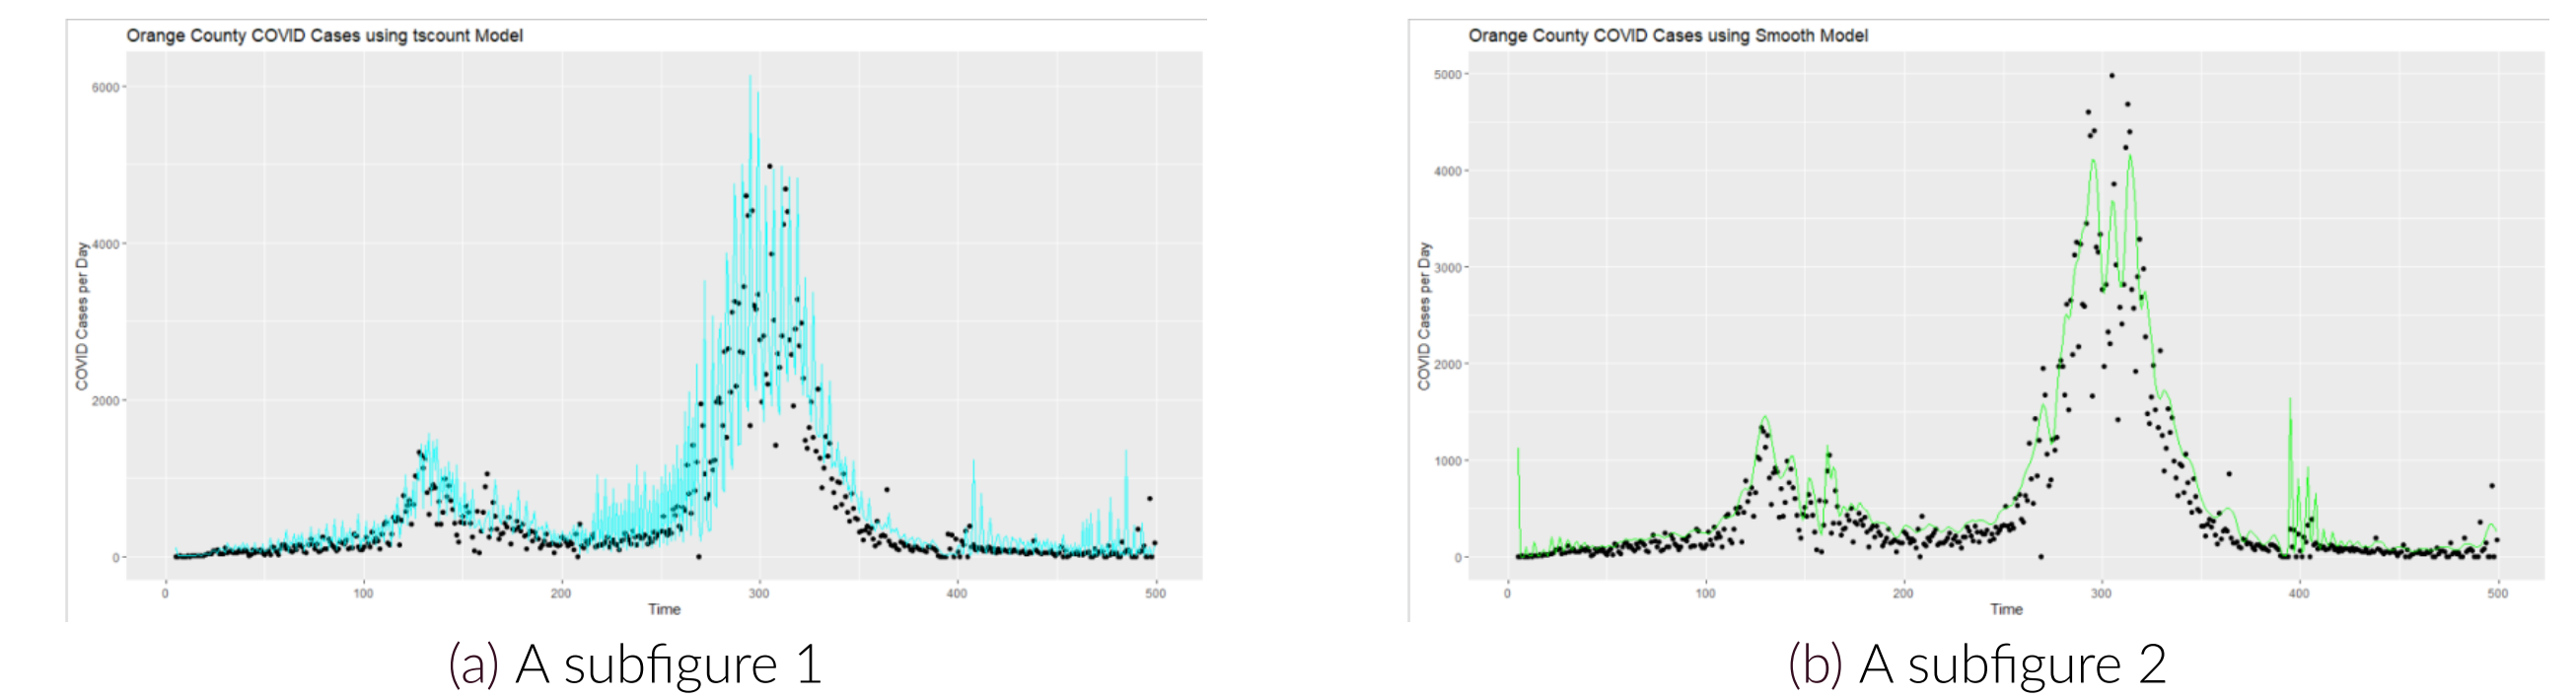 Orange County COVID Cases using tscount Model
COVID Cases per Day
6000
4000
2000
0
0 100 200 300 400 500
Time
(a) A subfigure 1
Orange County COVID Cases using Smooth Model
COVID Cases per Day
5000
4000
3000
2000
1000
0
0 100 200 300 400 500
Time
(b) A subfigure 2